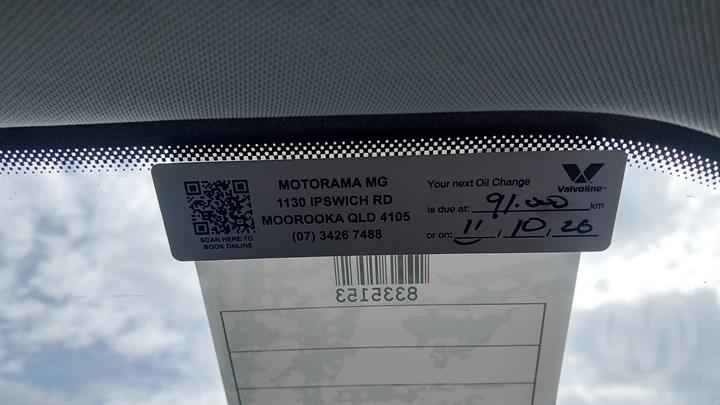 MOTORAMA MG
1130 IPSWICH RD
MOOROOKA QLD 4105
(07) 3426 7488
SCAN HERE TO
BOOK ONLINE
Your next Oil Change
is due at: 91.000 km
or on: 11, 10, 26
Valvoline
8335153